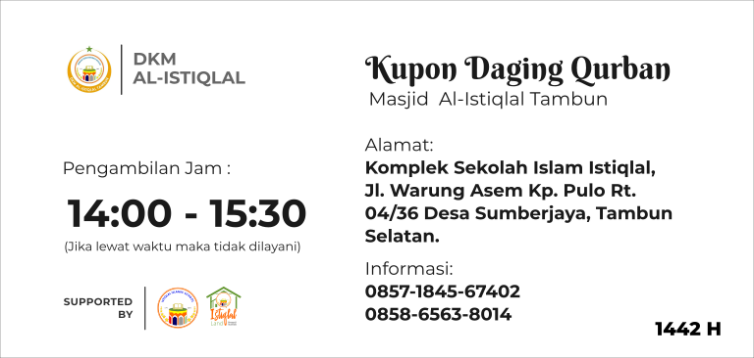 DKM
AL-ISTIQLAL
Kupon Daging Qurban
Masjid Al-Istiqlal Tambun
Pengambilan Jam :
14:00 - 15:30
(Jika lewat waktu maka tidak dilayani)
Alamat:
Komplek Sekolah Islam Istiqlal,
Jl. Warung Asem Kp. Pulo Rt.
04/36 Desa Sumberjaya, Tambun
Selatan.
Informasi:
0857-1845-67402
0858-6563-8014
SUPPORTED
BY
Istiqlal
1442 H